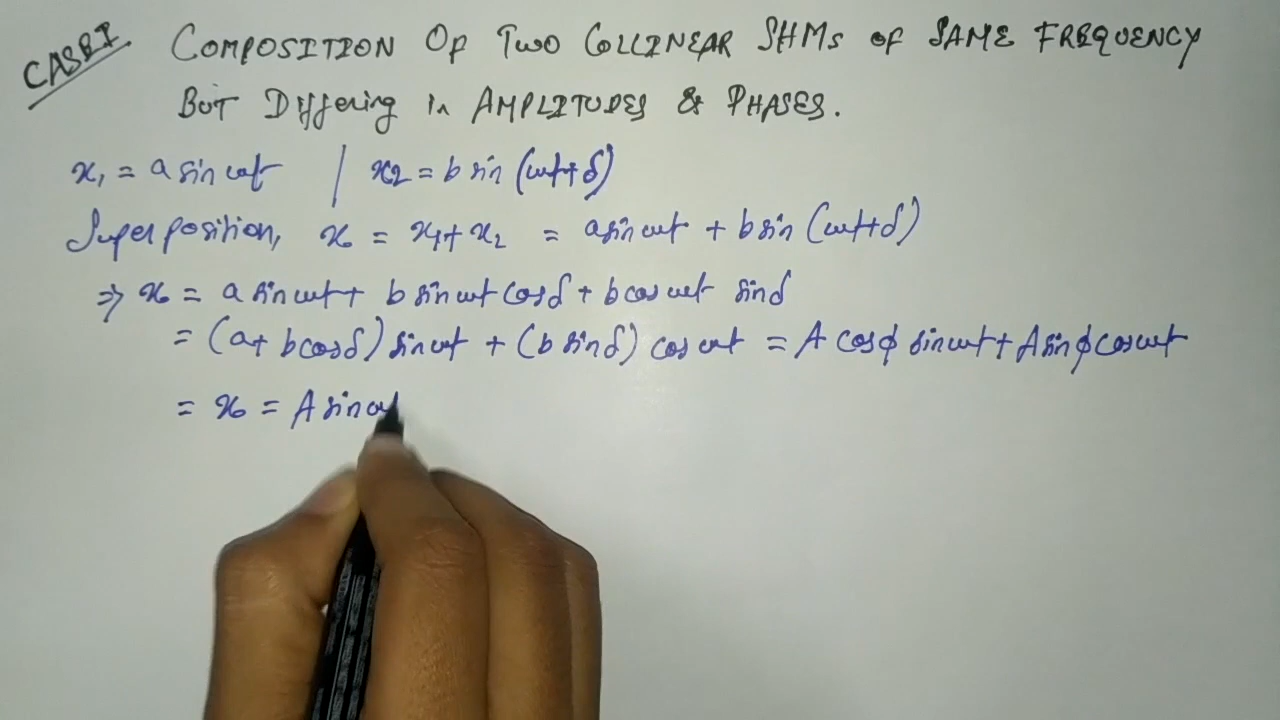 CASE I
COMPOSITION OF TWO COLLINEAR SHMs OF SAME FREQUENCY
BUT Differing in AMPLITUDES & PHASES.
x₁ = a sin ωt | x₂ = b sin (ωt+δ)
Superposition, x = x₁+x₂ = a sin ωt + b sin (ωt+δ)
⇒ x = a sin ωt + b sin ωt cos δ + b cos ωt sin δ
= (a+ b cos δ) sin ωt + (b sin δ) cos ωt = A cos ϕ sin ωt + A sin ϕ cos ωt
= x = A sin ω